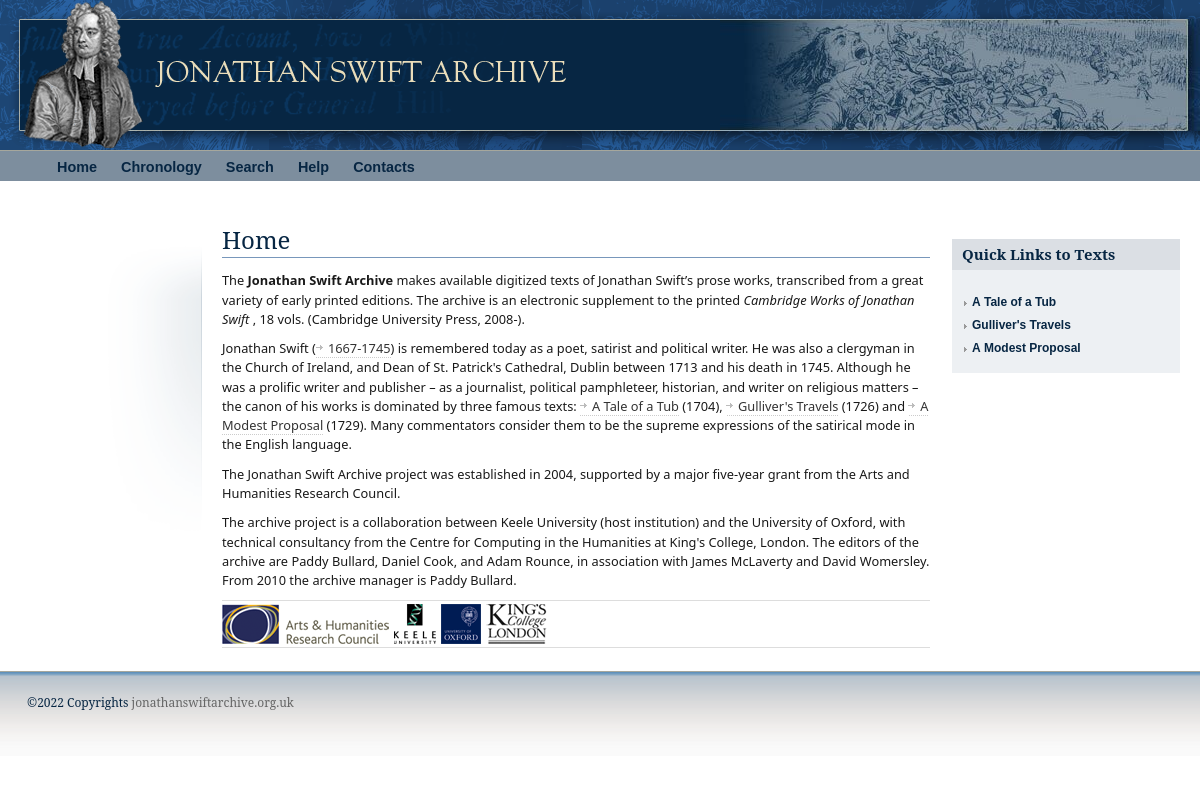 full true Account, how a
JONATHAN SWIFT ARCHIVE
rryed before General Hill.
Home Chronology Search Help Contacts
Home
The Jonathan Swift Archive makes available digitized texts of Jonathan Swift’s prose works, transcribed from a great
variety of early printed editions. The archive is an electronic supplement to the printed Cambridge Works of Jonathan
Swift , 18 vols. (Cambridge University Press, 2008-).
Jonathan Swift (1667-1745) is remembered today as a poet, satirist and political writer. He was also a clergyman in
the Church of Ireland, and Dean of St. Patrick's Cathedral, Dublin between 1713 and his death in 1745. Although he
was a prolific writer and publisher – as a journalist, political pamphleteer, historian, and writer on religious matters –
the canon of his works is dominated by three famous texts: A Tale of a Tub (1704), Gulliver's Travels (1726) and A
Modest Proposal (1729). Many commentators consider them to be the supreme expressions of the satirical mode in
the English language.
The Jonathan Swift Archive project was established in 2004, supported by a major five-year grant from the Arts and
Humanities Research Council.
The archive project is a collaboration between Keele University (host institution) and the University of Oxford, with
technical consultancy from the Centre for Computing in the Humanities at King's College, London. The editors of the
archive are Paddy Bullard, Daniel Cook, and Adam Rounce, in association with James McLaverty and David Womersley.
From 2010 the archive manager is Paddy Bullard.
Arts & Humanities
Research Council
KEELE
UNIVERSITY
UNIVERSITY OF
OXFORD
KING'S
College
LONDON
Quick Links to Texts
A Tale of a Tub
Gulliver's Travels
A Modest Proposal
©2022 Copyrights jonathanswiftarchive.org.uk